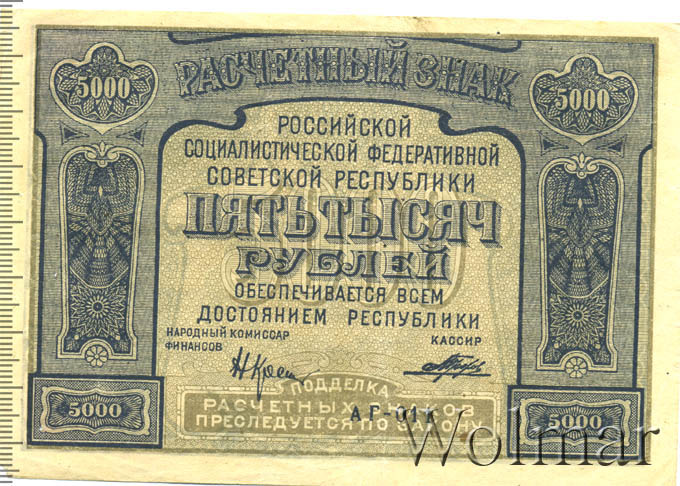 РАСЧЕТНЫЙ ЗНАК
5000
5000
РОССИЙСКОЙ
СОЦИАЛИСТИЧЕСКОЙ ФЕДЕРАТИВНОЙ
СОВЕТСКОЙ РЕСПУБЛИКИ
ПЯТЬ ТЫСЯЧ
РУБЛЕЙ
ОБЕСПЕЧИВАЕТСЯ ВСЕМ
ДОСТОЯНИЕМ РЕСПУБЛИКИ
НАРОДНЫЙ КОМИССАР
ФИНАНСОВ
КАССИР
ПОДДЕЛКА
РАСЧЕТНЫХ ЗНАКОВ
ПРЕСЛЕДУЕТСЯ ПО ЗАКОНУ
5000
5000
Wolmar